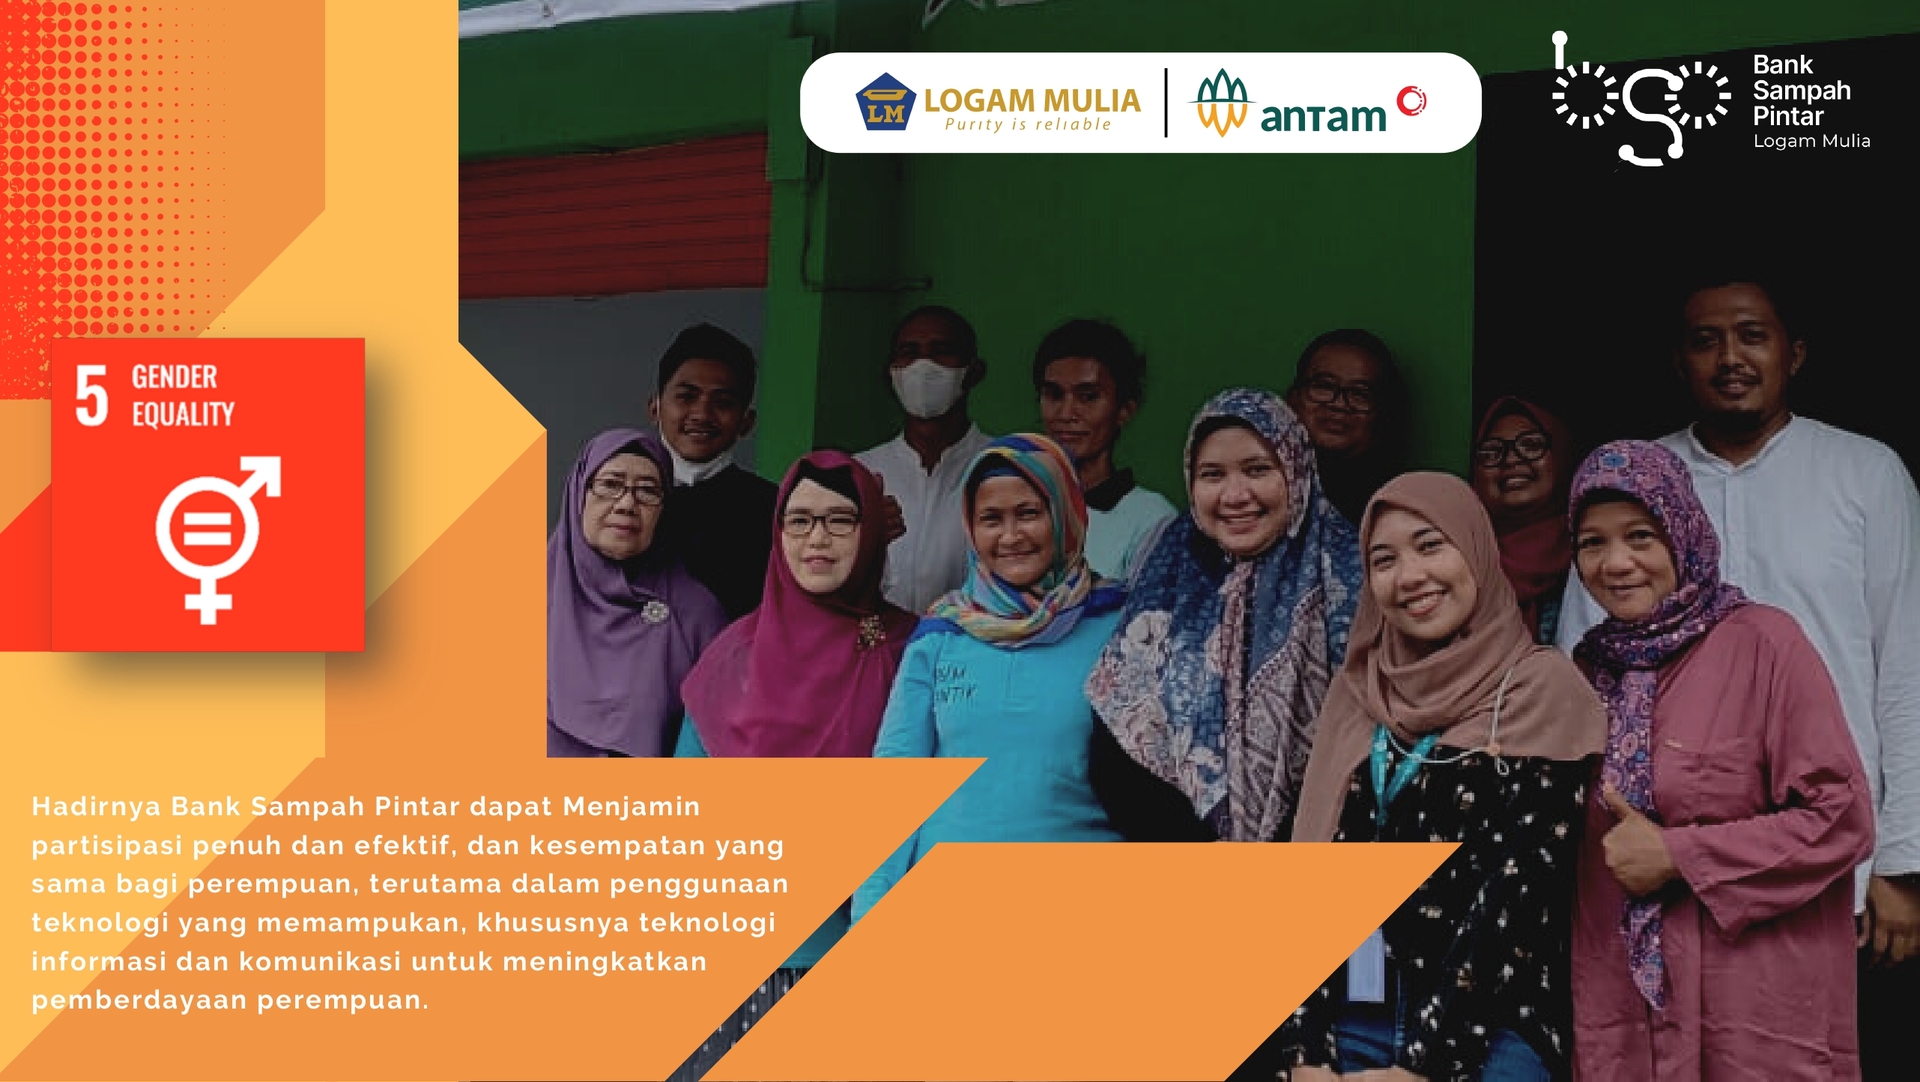 LM LOGAM MULIA
Purity is reliable
anTam
Bank
Sampah
Pintar
Logam Mulia
5 GENDER
EQUALITY
Hadirnya Bank Sampah Pintar dapat Menjamin
partisipasi penuh dan efektif, dan kesempatan yang
sama bagi perempuan, terutama dalam penggunaan
teknologi yang memampukan, khususnya teknologi
informasi dan komunikasi untuk meningkatkan
pemberdayaan perempuan.